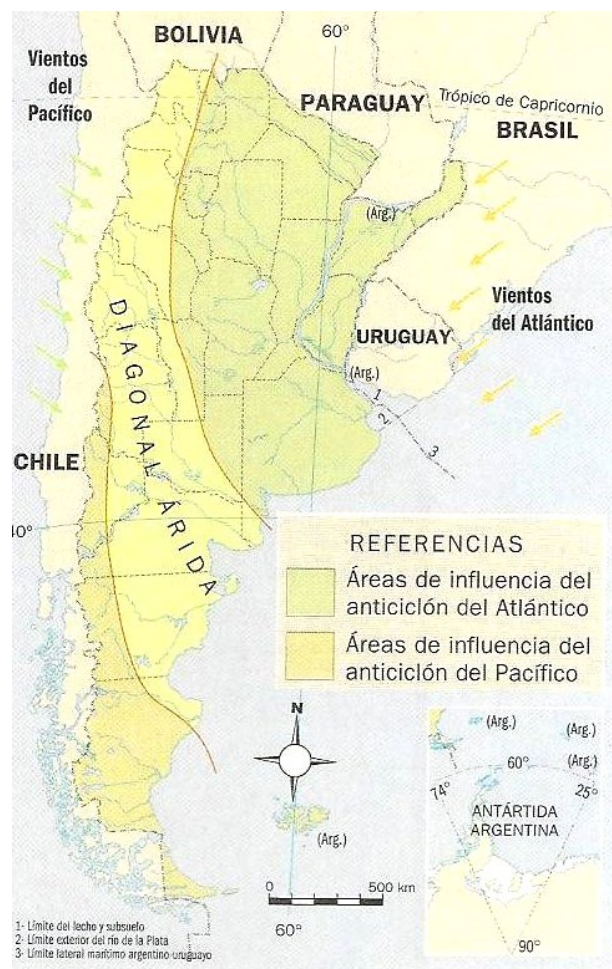 BOLIVIA
60°
Vientos
del
Pacífico
PARAGUAY
Trópico de Capricornio
BRASIL
(Arg.)
Vientos
del Atlántico
URUGUAY
(Arg.)
1
2
3
DIAGONAL ÁRIDA
CHILE
40°
REFERENCIAS
Áreas de influencia del
anticiclón del Atlántico
Áreas de influencia del
anticiclón del Pacífico
N
(Arg.)
0 500 km
60°
(Arg.)
(Arg.)
(Arg.)
60°
74°
25°
ANTÁRTIDA
ARGENTINA
90°
1- Límite del lecho y subsuelo
2- Límite exterior del río de la Plata
3- Límite lateral marítimo argentino-uruguayo